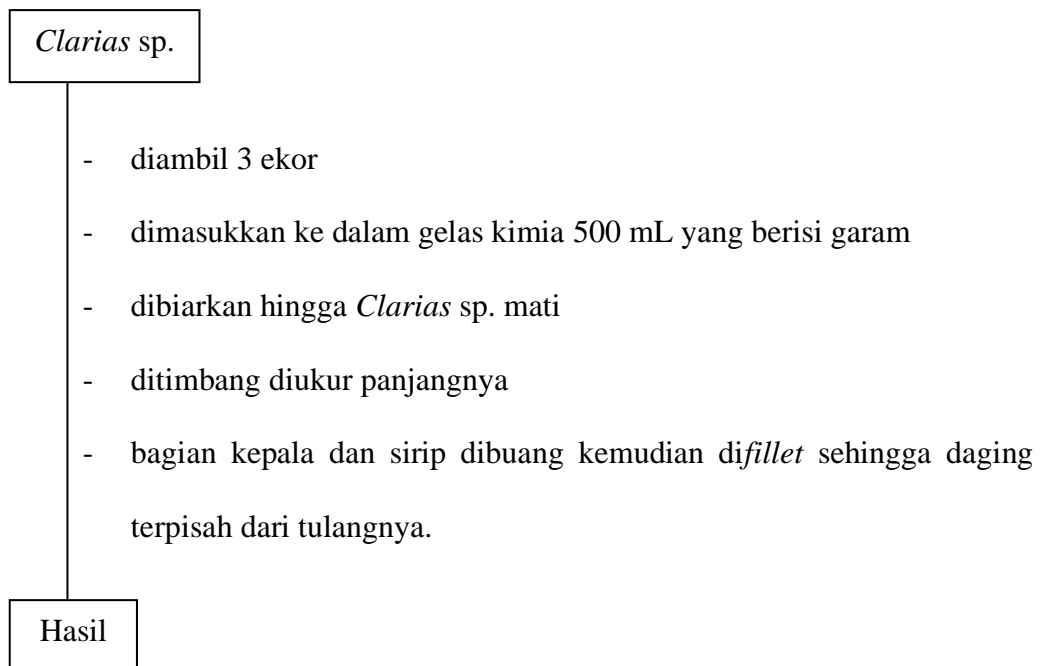 Clarias sp.
- diambil 3 ekor
- dimasukkan ke dalam gelas kimia 500 mL yang berisi garam
- dibiarkan hingga Clarias sp. mati
- ditimbang diukur panjangnya
- bagian kepala dan sirip dibuang kemudian difillet sehingga daging
terpisah dari tulangnya.
Hasil